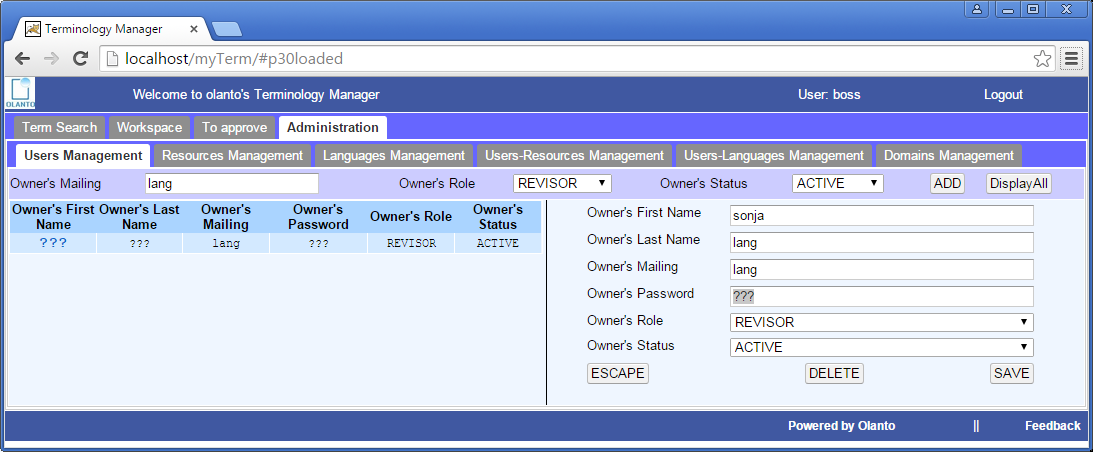 Terminology Manager
localhost/myTerm/#p30loaded
OLANTO
Welcome to olanto's Terminology Manager User: boss Logout
Term Search Workspace To approve Administration
Users Management Resources Management Languages Management Users-Resources Management Users-Languages Management Domains Management
Owner's Mailing lang Owner's Role REVISOR Owner's Status ACTIVE ADD DisplayAll
Owner's First Name Owner's Last Name Owner's Mailing Owner's Password Owner's Role Owner's Status
??? ??? lang ??? REVISOR ACTIVE
Owner's First Name sonja
Owner's Last Name lang
Owner's Mailing lang
Owner's Password ???
Owner's Role REVISOR
Owner's Status ACTIVE
ESCAPE DELETE SAVE
Powered by Olanto || Feedback